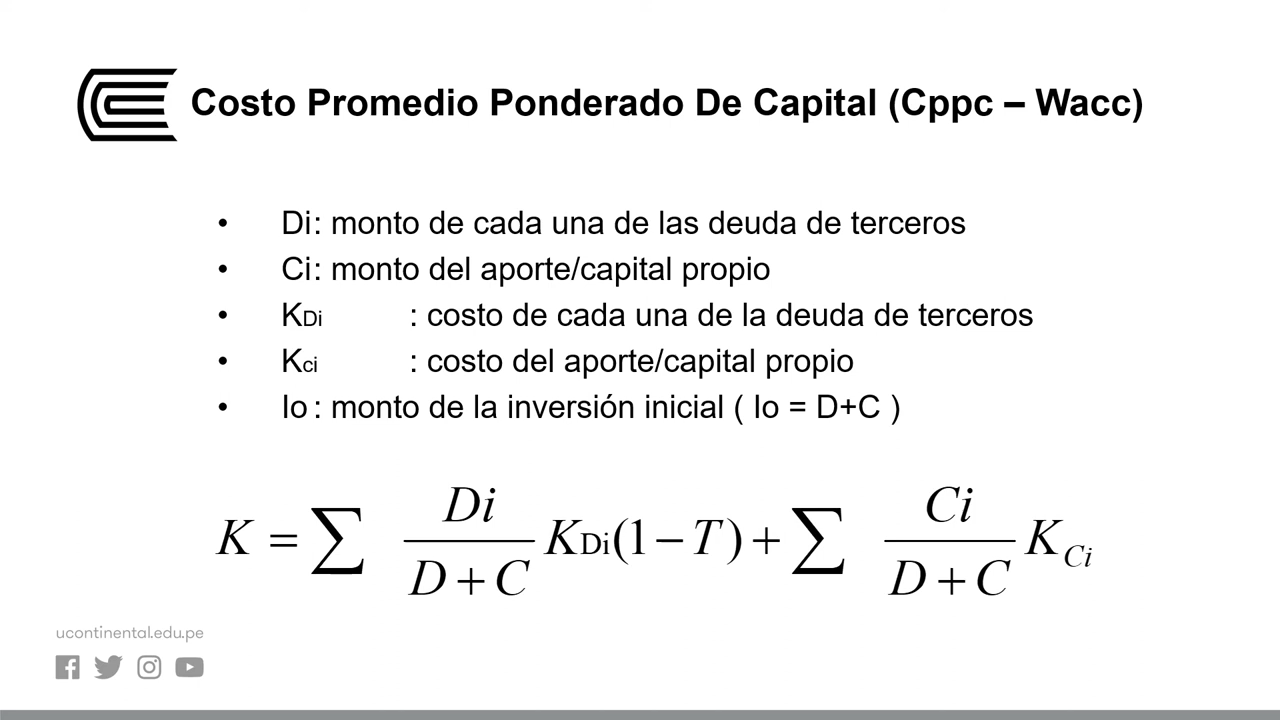 Costo Promedio Ponderado De Capital (Cppc – Wacc)
• Di: monto de cada una de las deuda de terceros
• Ci: monto del aporte/capital propio
• KDi : costo de cada una de la deuda de terceros
• Kci : costo del aporte/capital propio
• Io: monto de la inversión inicial ( Io = D+C )
K = ∑ Di/(D + C) KDi(1 − T) + ∑ Ci/(D + C) KCi
ucontinental.edu.pe